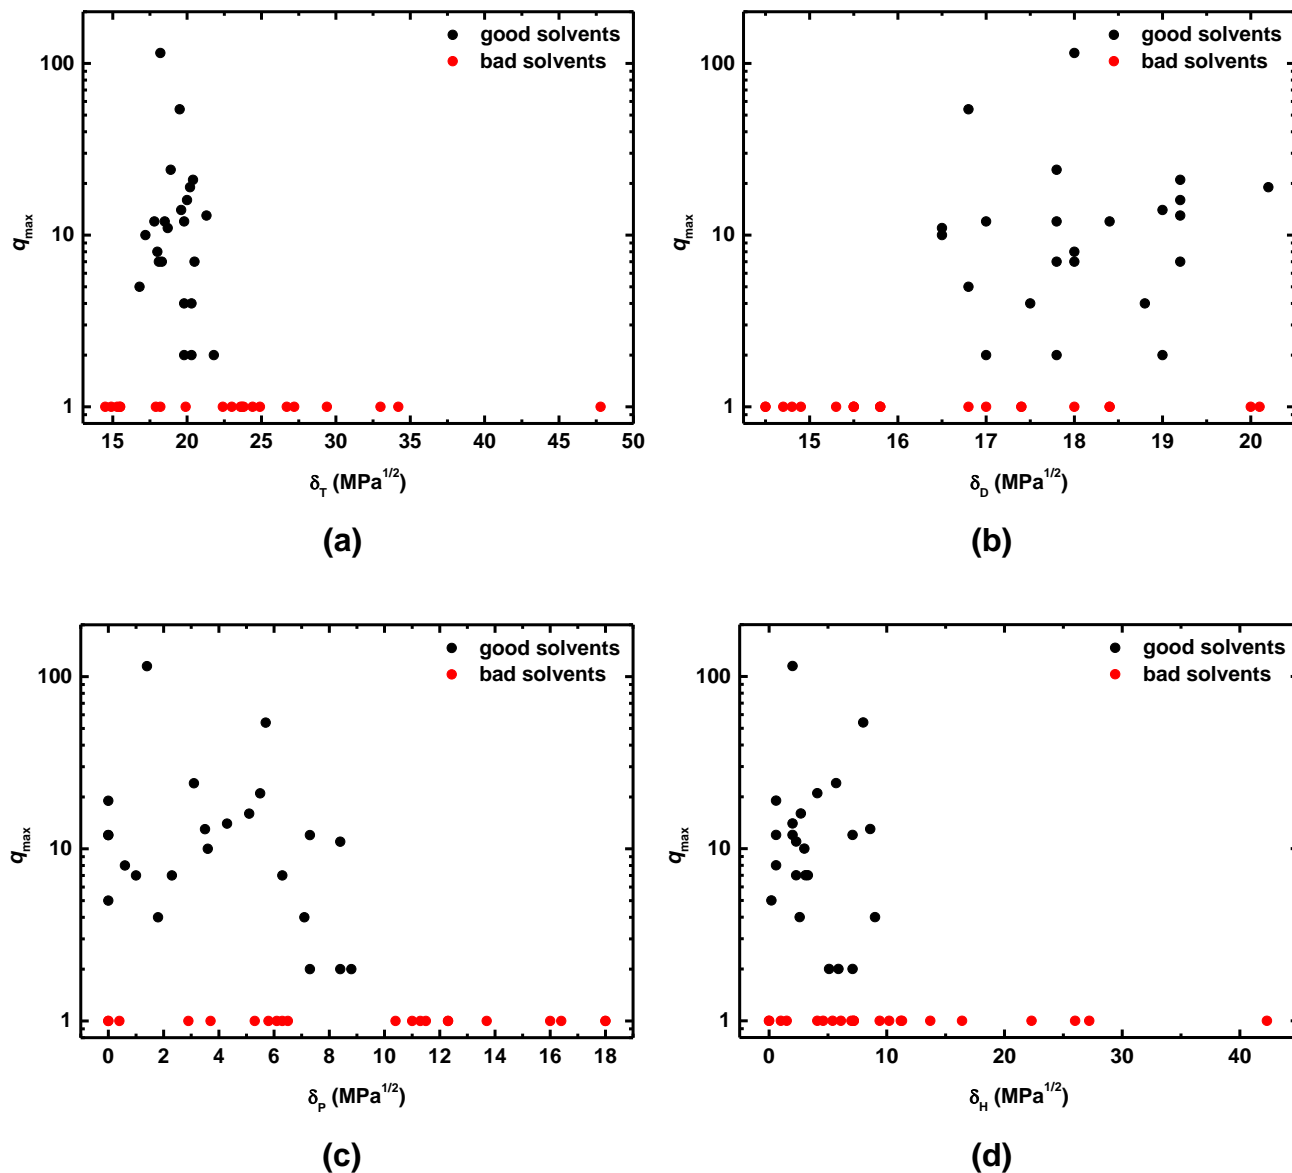 good solvents
bad solvents
100
10
1
q_max
15 20 25 30 35 40 45 50
δ_T (MPa^1/2)
(a)
good solvents
bad solvents
100
10
1
q_max
15 16 17 18 19 20
δ_D (MPa^1/2)
(b)
good solvents
bad solvents
100
10
1
q_max
0 2 4 6 8 10 12 14 16 18
δ_P (MPa^1/2)
(c)
good solvents
bad solvents
100
10
1
q_max
0 10 20 30 40
δ_H (MPa^1/2)
(d)